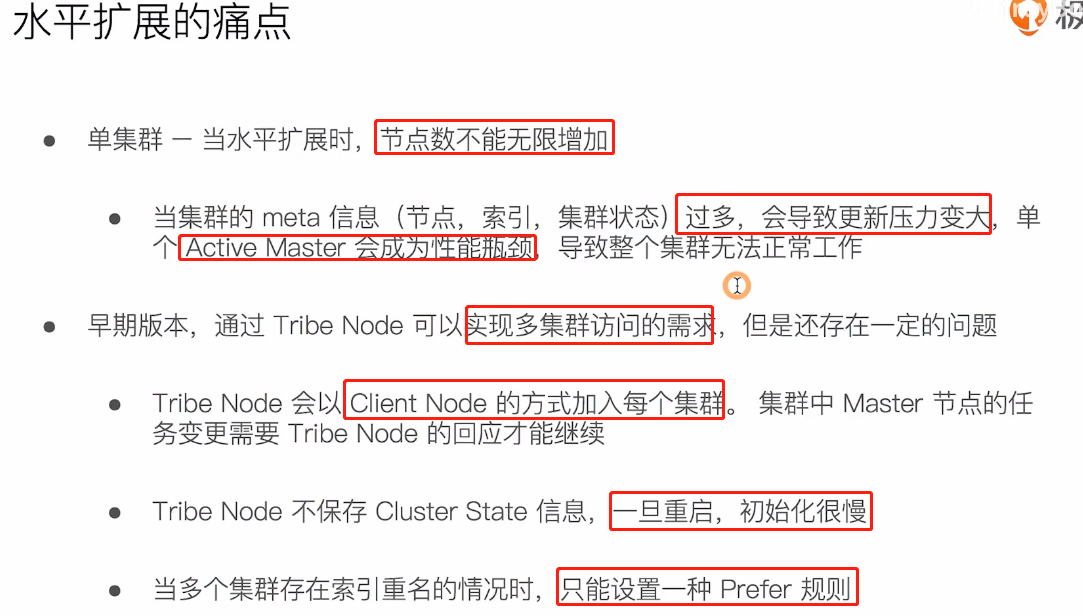 水平扩展的痛点
极
单集群 — 当水平扩展时，节点数不能无限增加
当集群的 meta 信息（节点，索引，集群状态）过多，会导致更新压力变大，单
个 Active Master 会成为性能瓶颈，导致整个集群无法正常工作
早期版本，通过 Tribe Node 可以实现多集群访问的需求，但是还存在一定的问题
Tribe Node 会以 Client Node 的方式加入每个集群。 集群中 Master 节点的任
务变更需要 Tribe Node 的回应才能继续
Tribe Node 不保存 Cluster State 信息，一旦重启，初始化很慢
当多个集群存在索引重名的情况时，只能设置一种 Prefer 规则